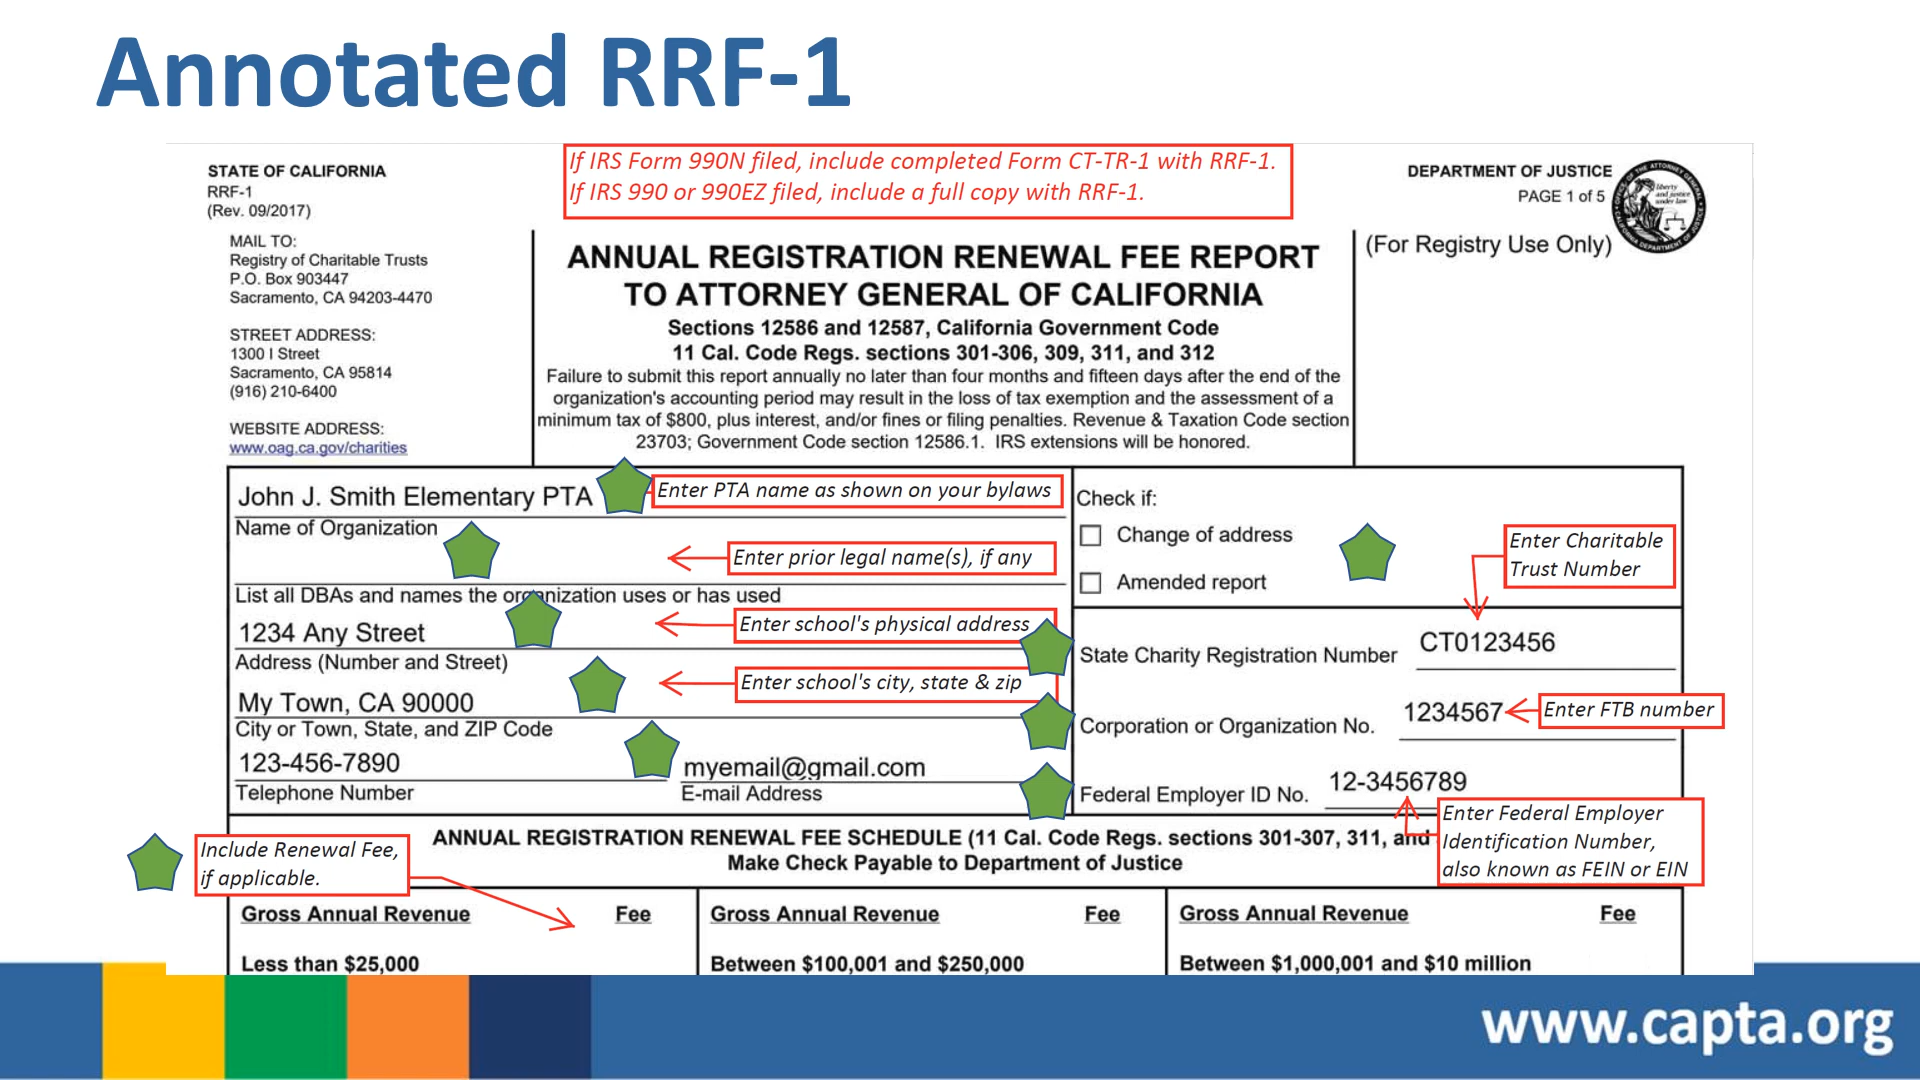 Annotated RRF-1
STATE OF CALIFORNIA
RRF-1
(Rev. 09/2017)
MAIL TO:
Registry of Charitable Trusts
P.O. Box 903447
Sacramento, CA 94203-4470
STREET ADDRESS:
1300 I Street
Sacramento, CA 95814
(916) 210-6400
WEBSITE ADDRESS:
www.oag.ca.gov/charities
If IRS Form 990N filed, include completed Form CT-TR-1 with RRF-1.
If IRS 990 or 990EZ filed, include a full copy with RRF-1.
ANNUAL REGISTRATION RENEWAL FEE REPORT
TO ATTORNEY GENERAL OF CALIFORNIA
Sections 12586 and 12587, California Government Code
11 Cal. Code Regs. sections 301-306, 309, 311, and 312
Failure to submit this report annually no later than four months and fifteen days after the end of the
organization's accounting period may result in the loss of tax exemption and the assessment of a
minimum tax of $800, plus interest, and/or fines or filing penalties. Revenue & Taxation Code section
23703; Government Code section 12586.1. IRS extensions will be honored.
DEPARTMENT OF JUSTICE
PAGE 1 of 5
(For Registry Use Only)
John J. Smith Elementary PTA
Enter PTA name as shown on your bylaws
Name of Organization
Enter prior legal name(s), if any
List all DBAs and names the organization uses or has used
1234 Any Street
Enter school's physical address
Address (Number and Street)
My Town, CA 90000
Enter school's city, state & zip
City or Town, State, and ZIP Code
123-456-7890
myemail@gmail.com
Telephone Number
E-mail Address
Check if:
Change of address
Amended report
Enter Charitable
Trust Number
State Charity Registration Number
CT0123456
Corporation or Organization No.
1234567
Enter FTB number
Federal Employer ID No.
12-3456789
Enter Federal Employer
Identification Number,
also known as FEIN or EIN
Include Renewal Fee,
if applicable.
ANNUAL REGISTRATION RENEWAL FEE SCHEDULE (11 Cal. Code Regs. sections 301-307, 311, and
Make Check Payable to Department of Justice
Gross Annual Revenue Fee Gross Annual Revenue Fee Gross Annual Revenue Fee
Less than $25,000 Between $100,001 and $250,000 Between $1,000,001 and $10 million
www.capta.org